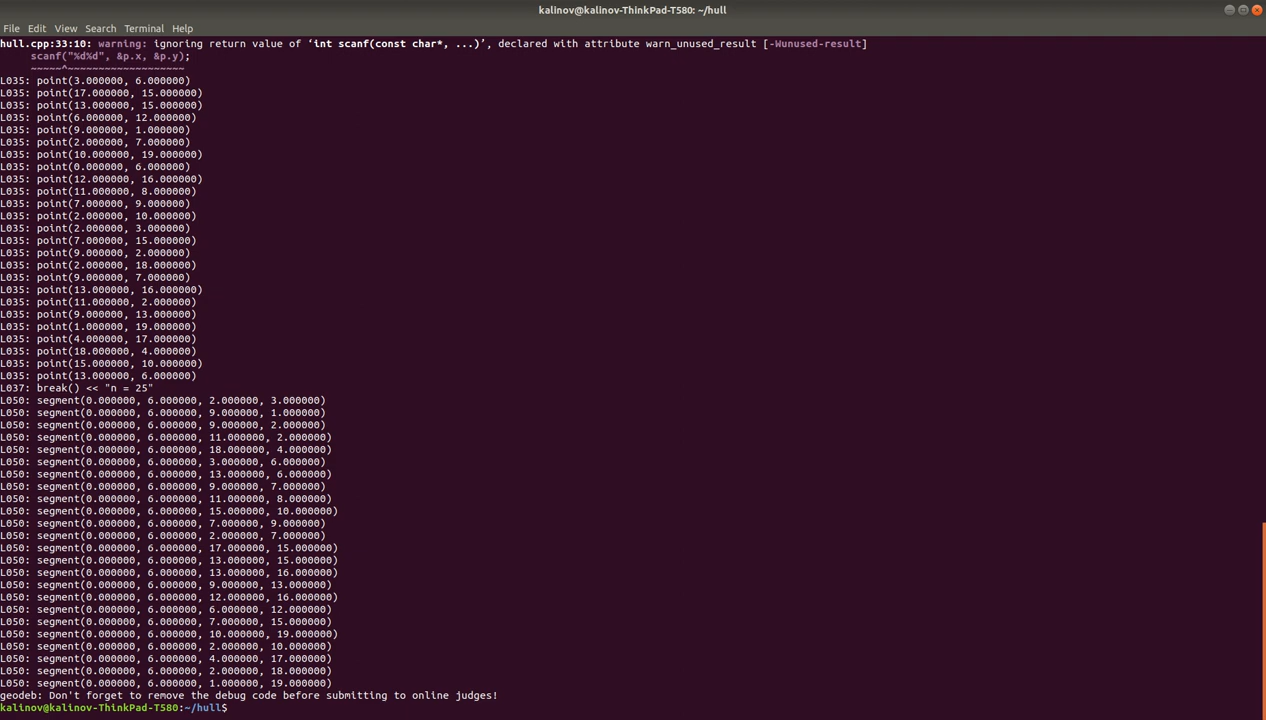 kalinov@kalinov-ThinkPad-T580: ~/hull
File Edit View Search Terminal Help
hull.cpp:33:10: warning: ignoring return value of ‘int scanf(const char*, ...)’, declared with attribute warn_unused_result [-Wunused-result]
scanf("%d%d", &p.x, &p.y);
~~~~~^~~~~~~~~~~~~~~~~~~~
L035: point(3.000000, 6.000000)
L035: point(17.000000, 15.000000)
L035: point(13.000000, 15.000000)
L035: point(6.000000, 12.000000)
L035: point(9.000000, 1.000000)
L035: point(2.000000, 7.000000)
L035: point(10.000000, 19.000000)
L035: point(0.000000, 6.000000)
L035: point(12.000000, 16.000000)
L035: point(11.000000, 8.000000)
L035: point(7.000000, 9.000000)
L035: point(2.000000, 10.000000)
L035: point(2.000000, 3.000000)
L035: point(7.000000, 15.000000)
L035: point(9.000000, 2.000000)
L035: point(2.000000, 18.000000)
L035: point(9.000000, 7.000000)
L035: point(13.000000, 16.000000)
L035: point(11.000000, 2.000000)
L035: point(9.000000, 13.000000)
L035: point(1.000000, 19.000000)
L035: point(4.000000, 17.000000)
L035: point(18.000000, 4.000000)
L035: point(15.000000, 10.000000)
L035: point(13.000000, 6.000000)
L037: break() << "n = 25"
L050: segment(0.000000, 6.000000, 2.000000, 3.000000)
L050: segment(0.000000, 6.000000, 9.000000, 1.000000)
L050: segment(0.000000, 6.000000, 9.000000, 2.000000)
L050: segment(0.000000, 6.000000, 11.000000, 2.000000)
L050: segment(0.000000, 6.000000, 18.000000, 4.000000)
L050: segment(0.000000, 6.000000, 3.000000, 6.000000)
L050: segment(0.000000, 6.000000, 13.000000, 6.000000)
L050: segment(0.000000, 6.000000, 9.000000, 7.000000)
L050: segment(0.000000, 6.000000, 11.000000, 8.000000)
L050: segment(0.000000, 6.000000, 15.000000, 10.000000)
L050: segment(0.000000, 6.000000, 7.000000, 9.000000)
L050: segment(0.000000, 6.000000, 2.000000, 7.000000)
L050: segment(0.000000, 6.000000, 17.000000, 15.000000)
L050: segment(0.000000, 6.000000, 13.000000, 15.000000)
L050: segment(0.000000, 6.000000, 13.000000, 16.000000)
L050: segment(0.000000, 6.000000, 9.000000, 13.000000)
L050: segment(0.000000, 6.000000, 12.000000, 16.000000)
L050: segment(0.000000, 6.000000, 6.000000, 12.000000)
L050: segment(0.000000, 6.000000, 7.000000, 15.000000)
L050: segment(0.000000, 6.000000, 10.000000, 19.000000)
L050: segment(0.000000, 6.000000, 2.000000, 10.000000)
L050: segment(0.000000, 6.000000, 4.000000, 17.000000)
L050: segment(0.000000, 6.000000, 2.000000, 18.000000)
L050: segment(0.000000, 6.000000, 1.000000, 19.000000)
geodeb: Don't forget to remove the debug code before submitting to online judges!
kalinov@kalinov-ThinkPad-T580:~/hull$